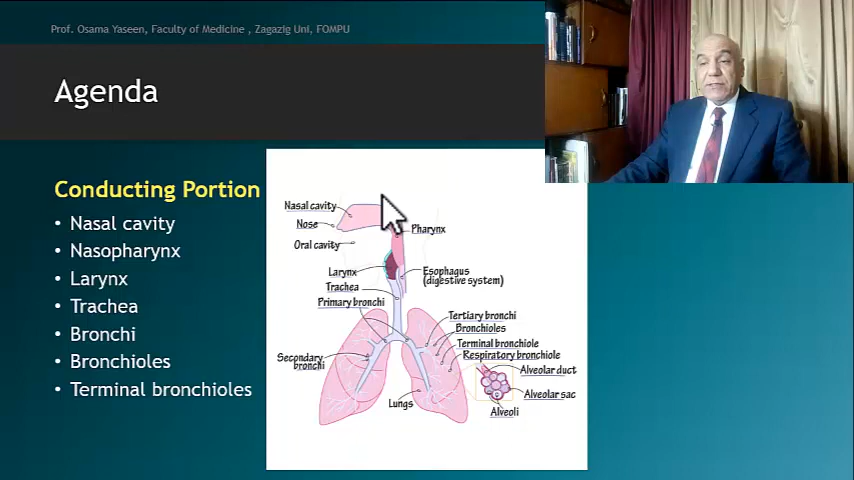 Prof. Osama Yaseen, Faculty of Medicine , Zagazig Uni, FOMPU
Agenda
Conducting Portion
• Nasal cavity
• Nasopharynx
• Larynx
• Trachea
• Bronchi
• Bronchioles
• Terminal bronchioles
Nasal cavity
Nose
Pharynx
Oral cavity
Larynx
Esophagus
(digestive system)
Trachea
Primary bronchi
Tertiary bronchi
Bronchioles
Terminal bronchiole
Respiratory bronchiole
Secondary
bronchi
Alveolar duct
Alveolar sac
Lungs
Alveoli